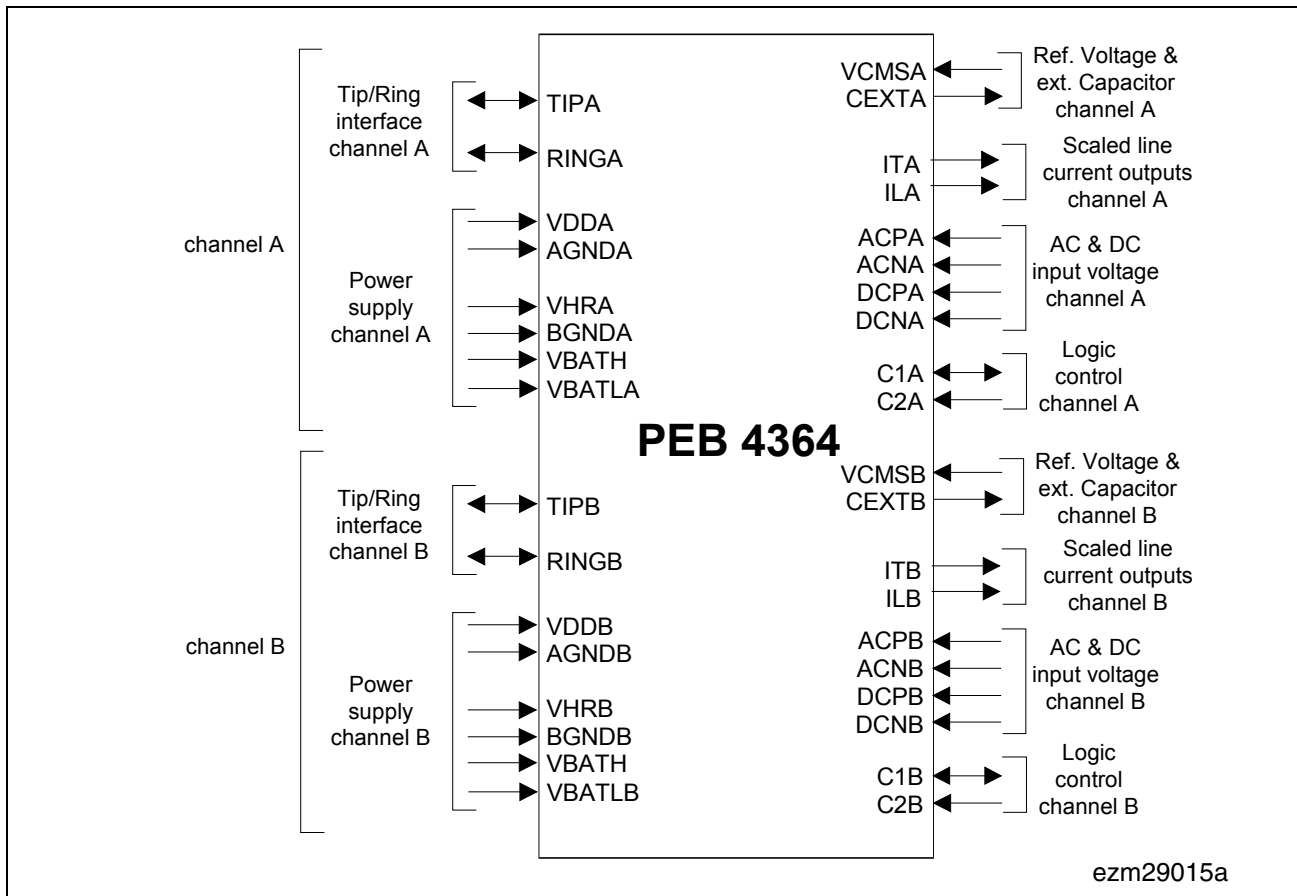 channel A
Tip/Ring
interface
channel A
TIPA
RINGA
Power
supply
channel A
VDDA
AGNDA
VHRA
BGNDA
VBATH
VBATLA
channel B
Tip/Ring
interface
channel B
TIPB
RINGB
Power
supply
channel B
VDDB
AGNDB
VHRB
BGNDB
VBATH
VBATLB
PEB 4364
VCMSA
CEXTA
Ref. Voltage &
ext. Capacitor
channel A
ITA
ILA
Scaled line
current outputs
channel A
ACPA
ACNA
DCPA
DCNA
AC & DC
input voltage
channel A
C1A
C2A
Logic
control
channel A
VCMSB
CEXTB
Ref. Voltage &
ext. Capacitor
channel B
ITB
ILB
Scaled line
current outputs
channel B
ACPB
ACNB
DCPB
DCNB
AC & DC
input voltage
channel B
C1B
C2B
Logic
control
channel B
ezm29015a